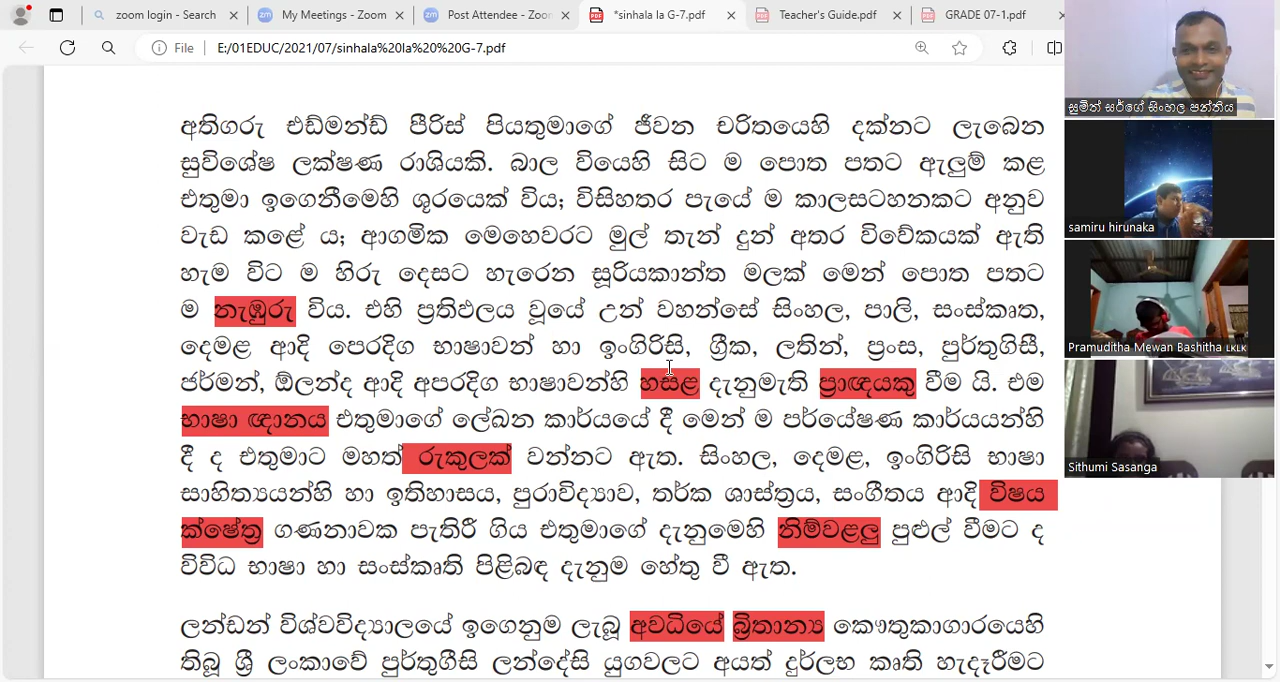 zoom login - Search
My Meetings - Zoom
Post Attendee - Zoo
*sinhala la G-7.pdf
Teacher's Guide.pdf
GRADE 07-1.pdf
File E:/01EDUC/2021/07/sinhala%20la%20%20G-7.pdf
අතිගරු එඩ්මන්ඩ් පීරිස් පියතුමාගේ ජීවන චරිතයෙහි දක්නට ලැබෙන
සුවිශේෂ ලක්ෂණ රාශියකි. බාල වියෙහි සිට ම පොත පතට ඇලුම් කළ
එතුමා ඉගෙනීමෙහි ශූරයෙක් විය; විසිහතර පැයේ ම කාලසටහනකට අනුව
වැඩ කළේ ය; ආගමික මෙහෙවරට මුල් තැන් දුන් අතර විවේකයක් ඇති
හැම විට ම හිරු දෙසට හැරෙන සූරියකාන්ත මලක් මෙන් පොත පතට
ම නැඹුරු විය. එහි ප්‍රතිඵලය වූයේ උන් වහන්සේ සිංහල, පාලි, සංස්කෘත,
දෙමළ ආදි පෙරදිග භාෂාවන් හා ඉංගිරිසි, ග්‍රීක, ලතින්, ප්‍රංස, පුර්තුගිසී,
ජර්මන්, ඕලන්ද ආදි අපරදිග භාෂාවන්හි හසළ දැනුමැති ප්‍රාඥයකු වීම යි. එම
භාෂා ඥානය එතුමාගේ ලේඛන කාර්යයේ දී මෙන් ම පර්යේෂණ කාර්යයන්හි
දී ද එතුමාට මහත් රුකුලක් වන්නට ඇත. සිංහල, දෙමළ, ඉංගිරිසි භාෂා
සාහිත්‍යයන්හි හා ඉතිහාසය, පුරාවිද්‍යාව, තර්ක ශාස්ත්‍රය, සංගීතය ආදි විෂය
ක්ෂේත්‍ර ගණනාවක පැතිරී ගිය එතුමාගේ දැනුමෙහි නිම්වළලු පුළුල් වීමට ද
විවිධ භාෂා හා සංස්කෘති පිළිබඳ දැනුම හේතු වී ඇත.
ලන්ඩන් විශ්වවිද්‍යාලයේ ඉගෙනුම ලැබූ අවධියේ බ්‍රිතාන්‍ය කෞතුකාගාරයෙහි
තිබූ ශ්‍රී ලංකාවේ පුර්තුගීසි ලන්දේසි යුගවලට අයත් දුර්ලභ කෘති හැදෑරීමට
සුමිත් සර්ගේ සිංහල පන්තිය
samiru hirunaka
Pramuditha Mewan Bashitha LKLK
Sithumi Sasanga